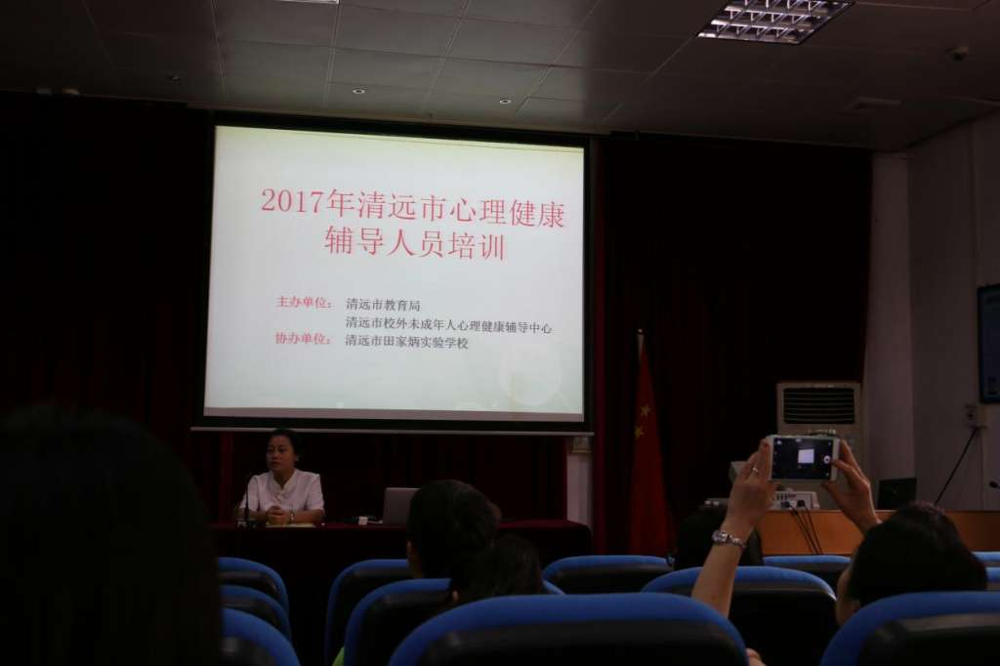 2017年清远市心理健康
辅导人员培训
主办单位: 清远市教育局
清远市校外未成年人心理健康辅导中心
协办单位: 清远市田家炳实验学校